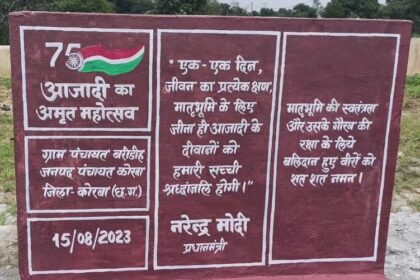 75
आजादी का
अमृत महोत्सव
ग्राम पंचायत बरीडीह
जनपद पंचायत कोरबा
जिला- कोरबा (छ.ग.)
15/08/2023
" एक - एक दिन,
जीवन का प्रत्येक क्षण,
मातृभूमि के लिए
जीना ही आजादी के
दीवानों को
हमारी सच्ची
श्रध्दांजलि होगी।"
नरेन्द्र मोदी
प्रधानमंत्री
मातृभूमि की स्वतंत्रता
और उसके गौरव की
रक्षा के लिये
बलिदान हुए वीरों को
शत शत नमन।